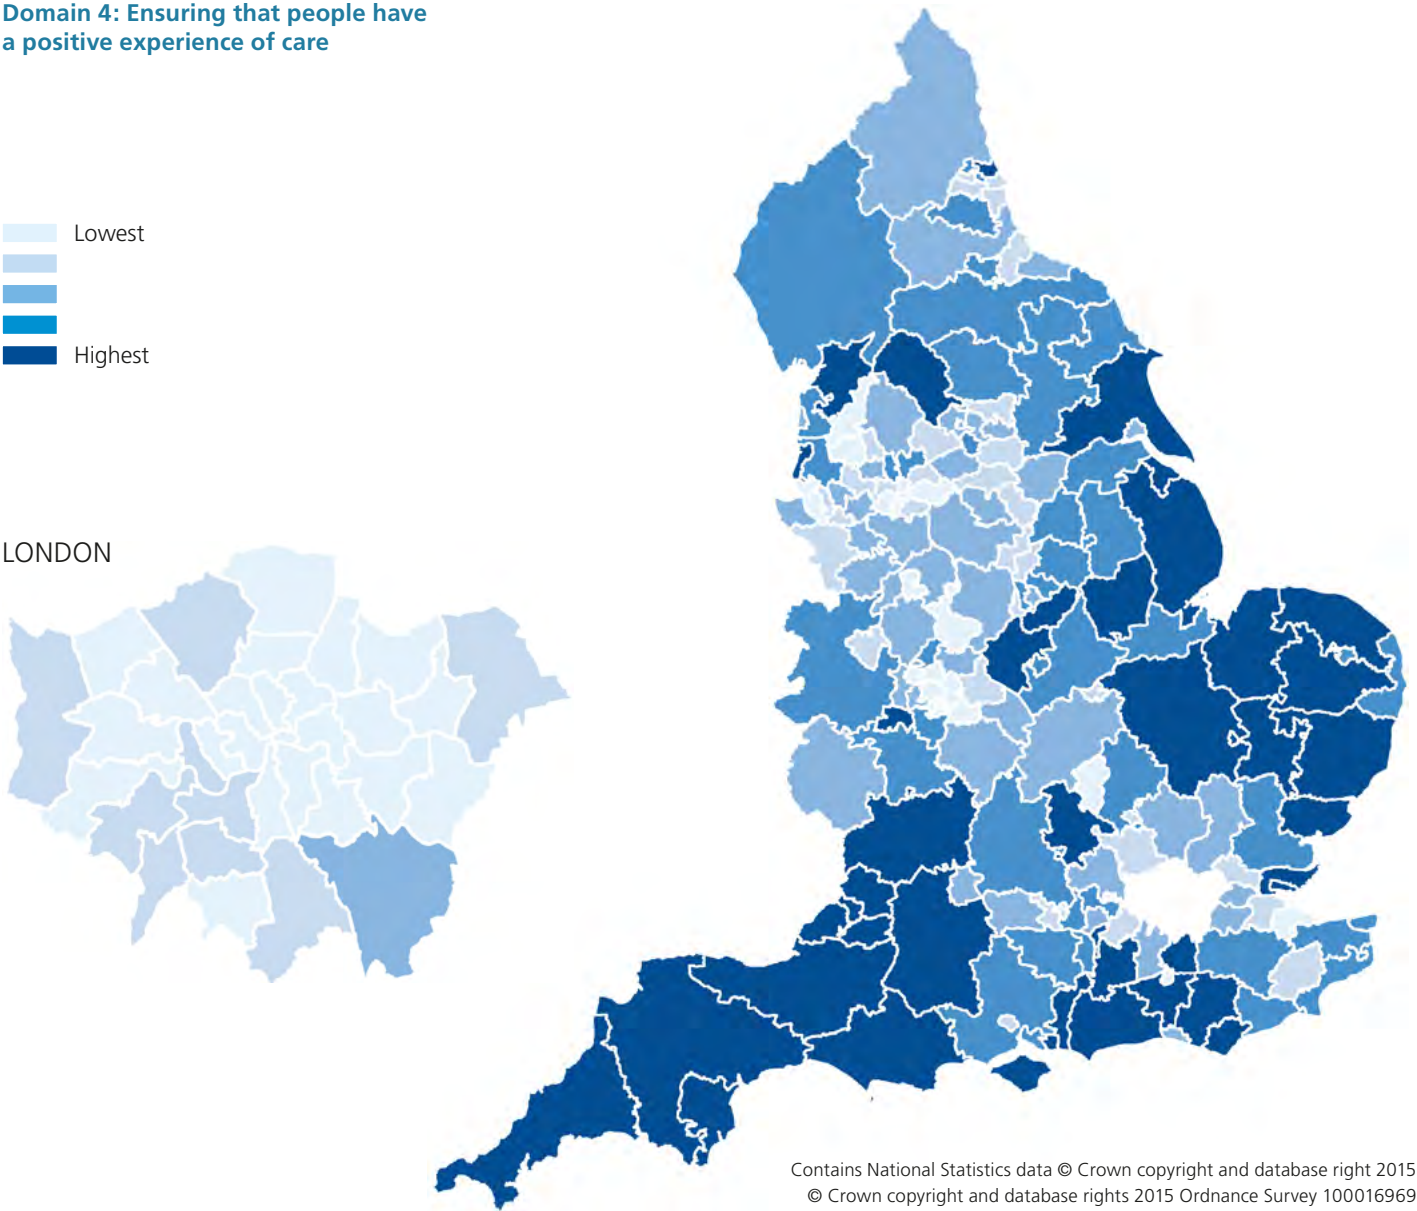 Domain 4: Ensuring that people have
a positive experience of care
Lowest
Highest
LONDON
Contains National Statistics data © Crown copyright and database right 2015
© Crown copyright and database rights 2015 Ordnance Survey 100016969